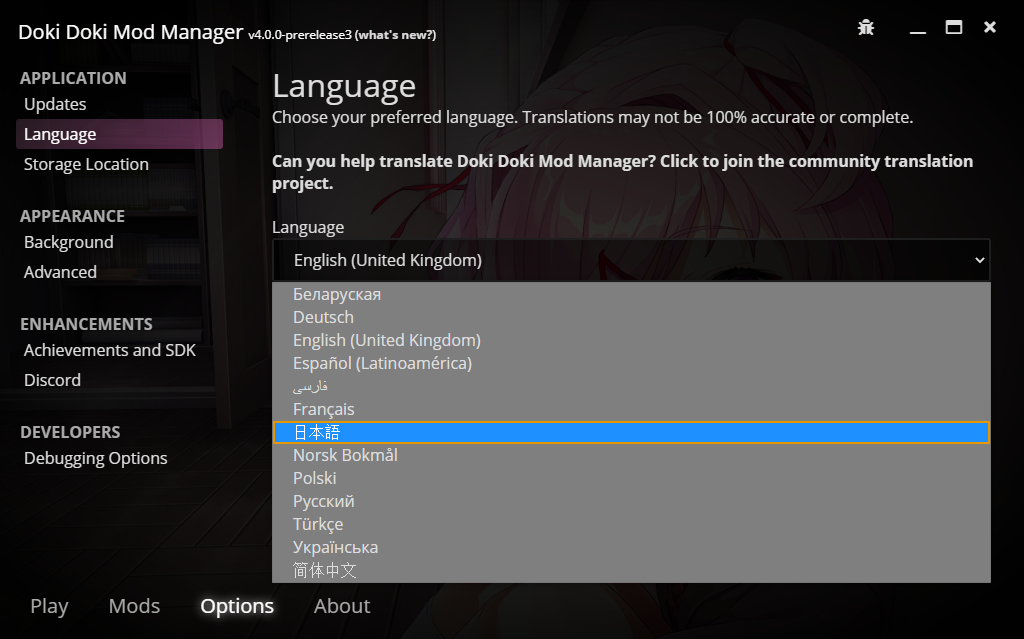 Doki Doki Mod Manager v4.0.0-prerelease3 (what's new?)
APPLICATION
Updates
Language
Storage Location
APPEARANCE
Background
Advanced
ENHANCEMENTS
Achievements and SDK
Discord
DEVELOPERS
Debugging Options
Language
Choose your preferred language. Translations may not be 100% accurate or complete.
Can you help translate Doki Doki Mod Manager? Click to join the community translation
project.
Language
English (United Kingdom)
Беларуская
Deutsch
English (United Kingdom)
Español (Latinoamérica)
فارسی
Français
日本語
Norsk Bokmål
Polski
Русский
Türkçe
Українська
简体中文
Play Mods Options About